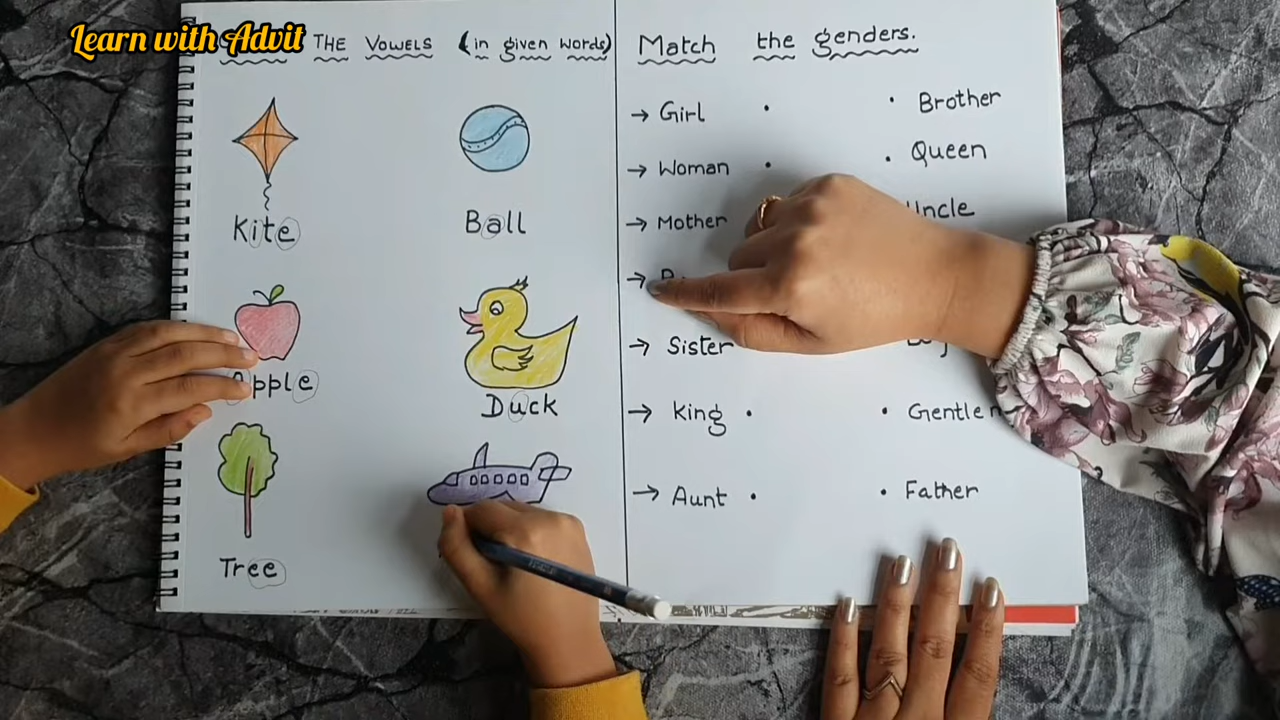 Learn with Advit
THE VOWELS (in given words)
Kite
Ball
Apple
Duck
Tree
Match the genders.
→ Girl • • Brother
→ Woman • • Queen
→ Mother Uncle
→
→ Sister
→ King •
→ Aunt • • Father